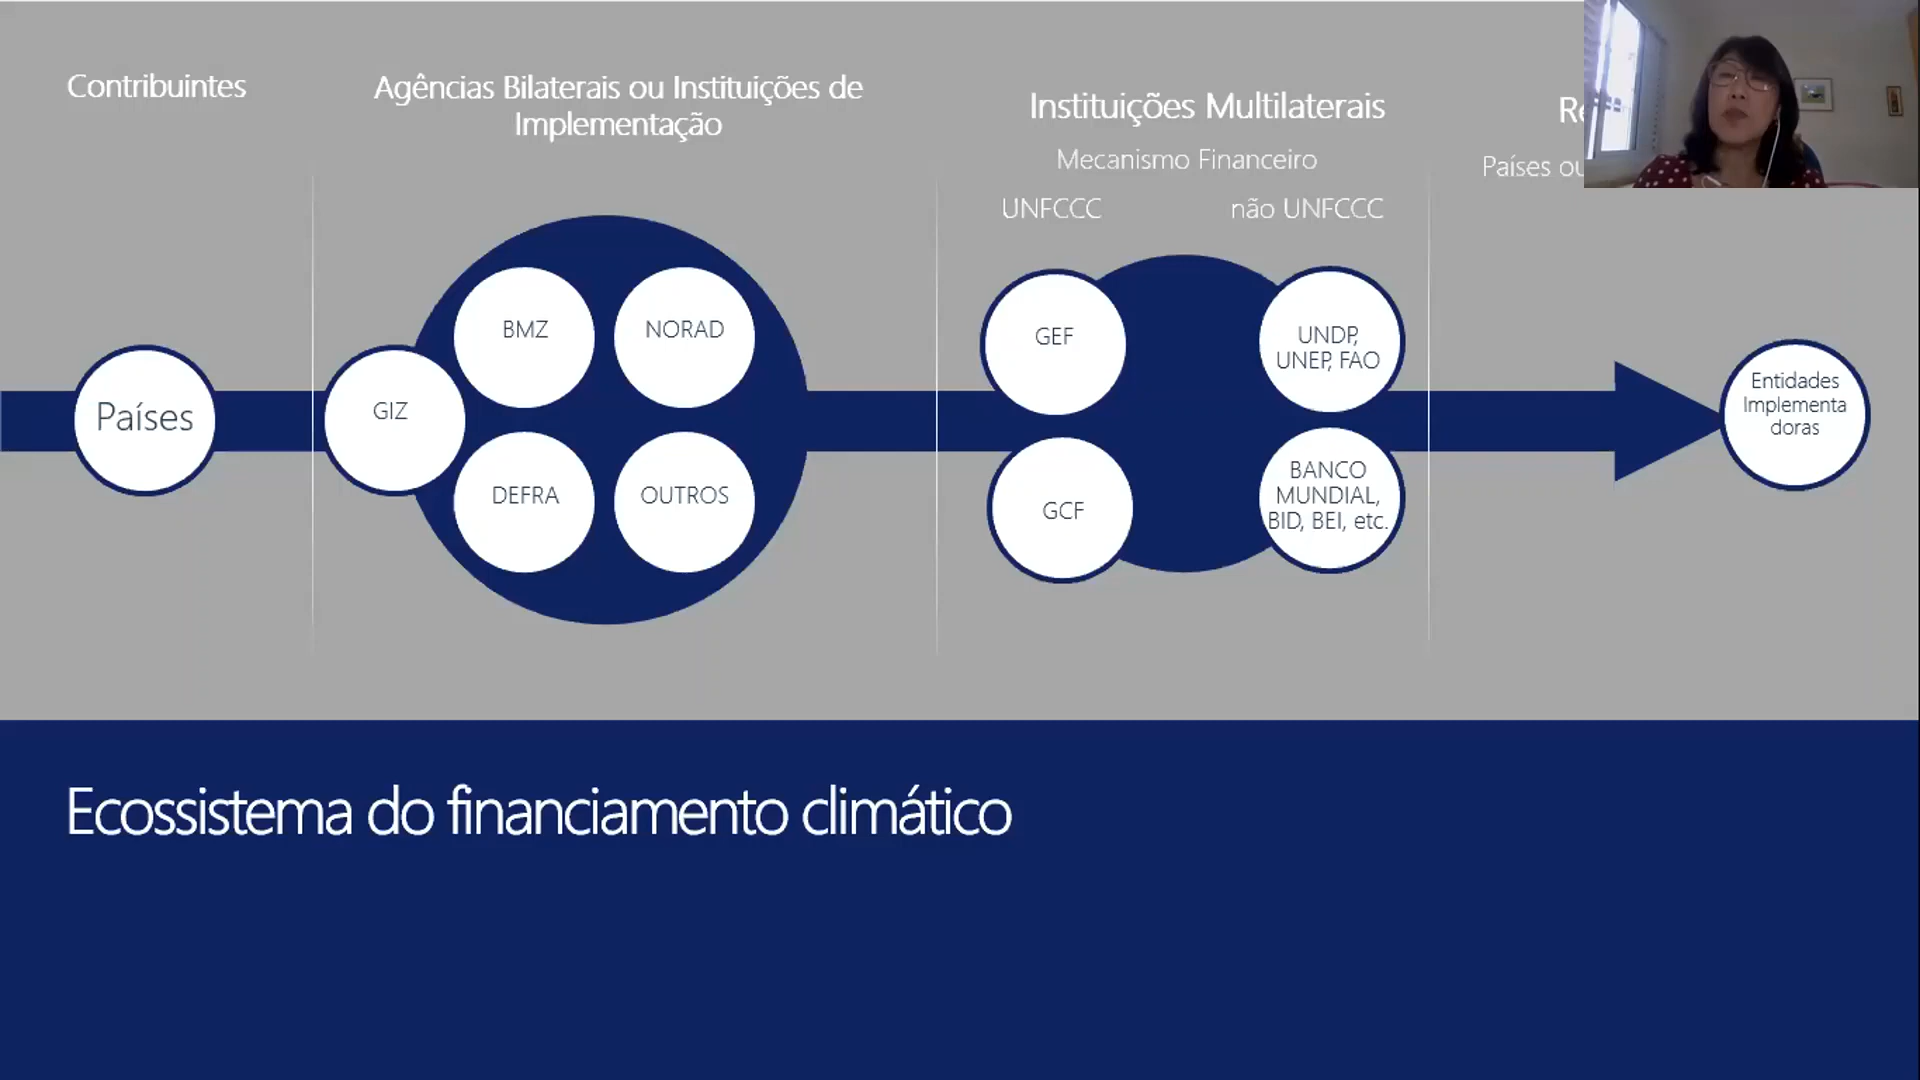 Contribuintes
Agências Bilaterais ou Instituições de
Implementação
Instituições Multilaterais
Mecanismo Financeiro
UNFCCC
não UNFCCC
Países
Países
GIZ
BMZ
NORAD
DEFRA
OUTROS
GEF
GCF
UNDP,
UNEP, FAO
BANCO
MUNDIAL,
BID, BEI, etc.
Entidades
Implementa
doras
Ecossistema do financiamento climático